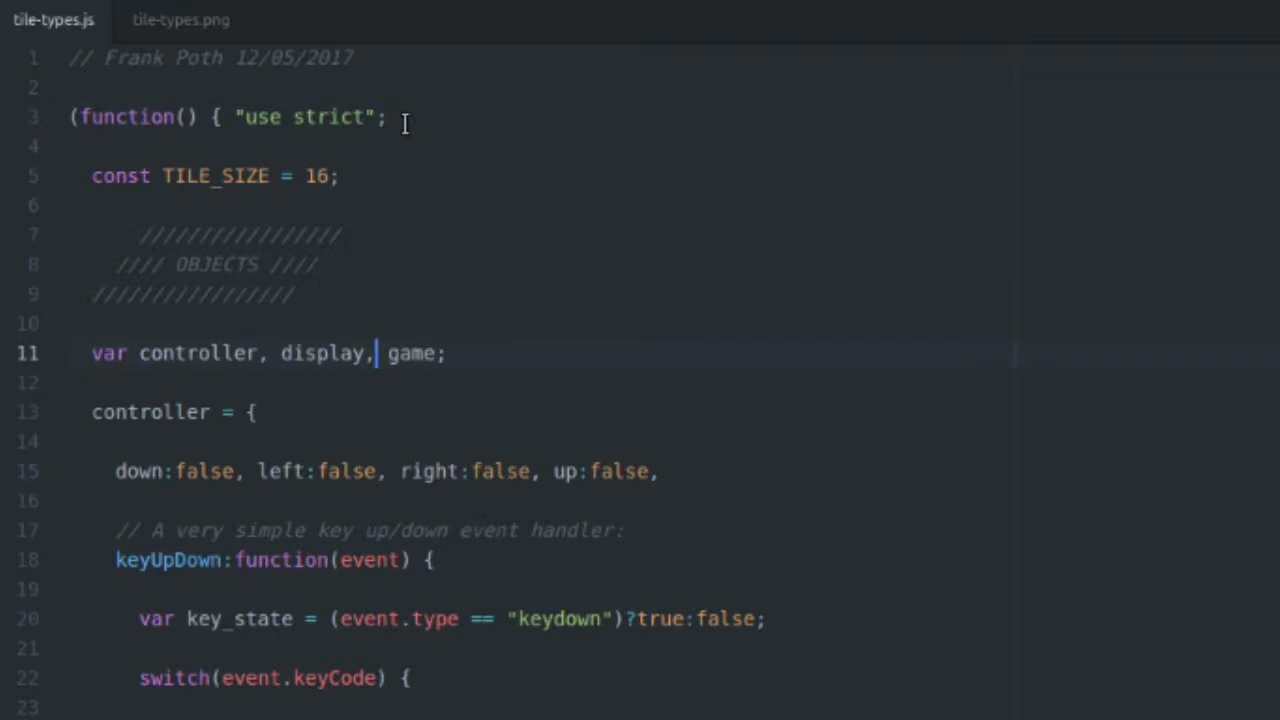 tile-types.js tile-types.png
1 // Frank Poth 12/05/2017
2
3 (function() { "use strict";
4
5 const TILE_SIZE = 16;
6
7 /////////////////
8 //// OBJECTS ////
9 /////////////////
10
11 var controller, display, game;
12
13 controller = {
14
15 down:false, left:false, right:false, up:false,
16
17 // A very simple key up/down event handler:
18 keyUpDown:function(event) {
19
20 var key_state = (event.type == "keydown")?true:false;
21
22 switch(event.keyCode) {
23